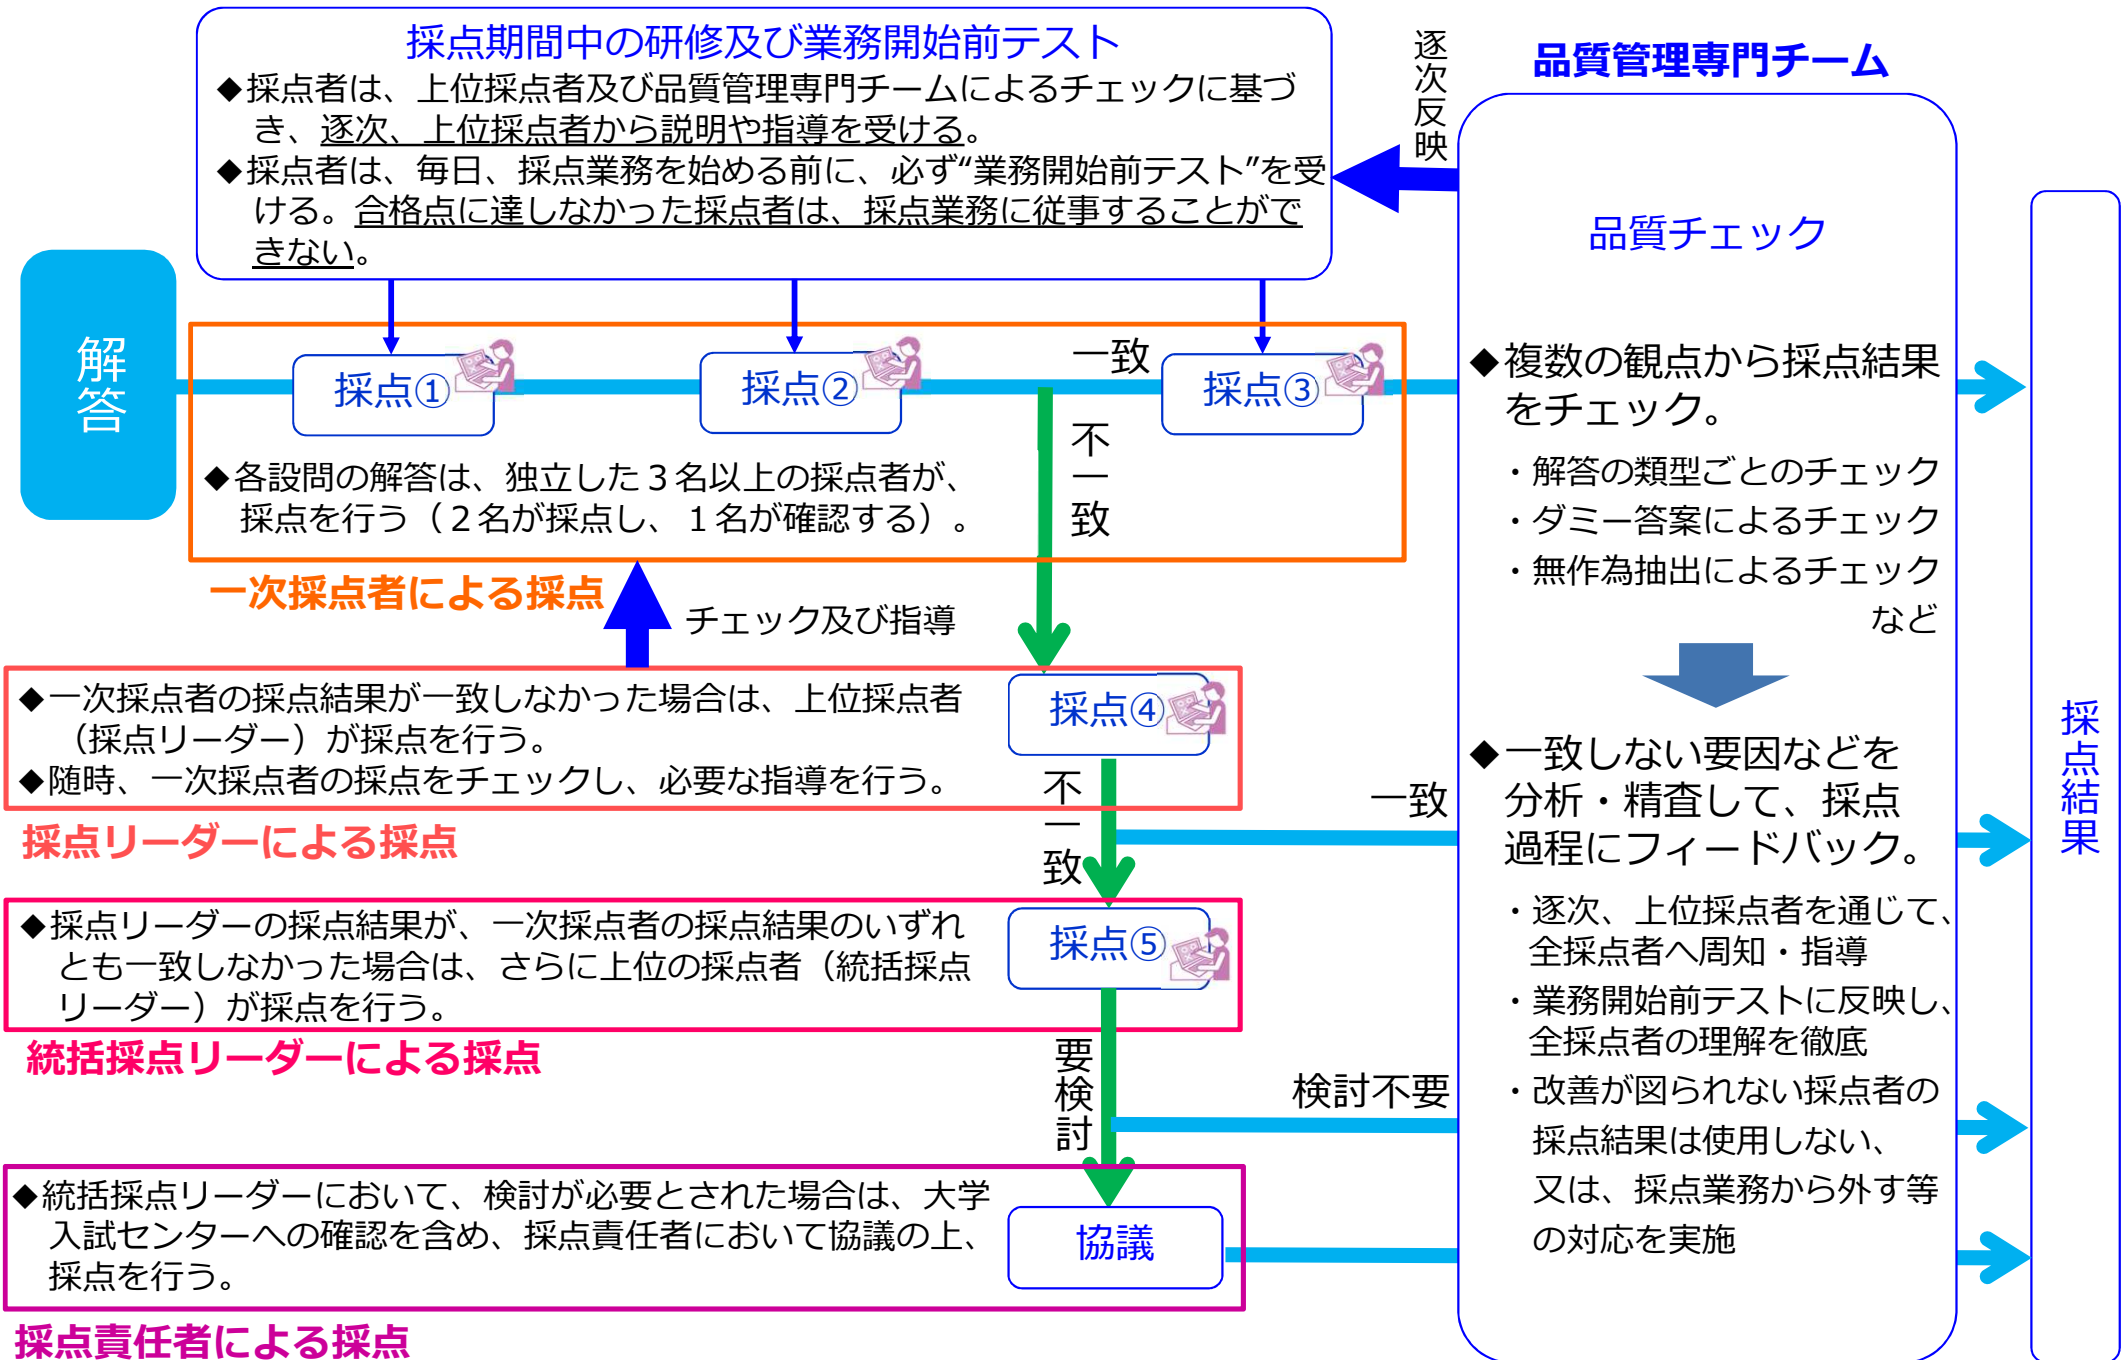 採点期間中の研修及び業務開始前テスト
◆採点者は、上位採点者及び品質管理専門チームによるチェックに基づ
き、逐次、上位採点者から説明や指導を受ける。
◆採点者は、毎日、採点業務を始める前に、必ず“業務開始前テスト”を受
ける。合格点に達しなかった採点者は、採点業務に従事することがで
きない。
逐次反映
解答
採点①
採点②
一致
採点③
不一致
◆各設問の解答は、独立した３名以上の採点者が、
採点を行う（２名が採点し、１名が確認する）。
一次採点者による採点
チェック及び指導
◆一次採点者の採点結果が一致しなかった場合は、上位採点者
（採点リーダー）が採点を行う。
◆随時、一次採点者の採点をチェックし、必要な指導を行う。
採点④
採点リーダーによる採点
不一致
一致
◆採点リーダーの採点結果が、一次採点者の採点結果のいずれ
とも一致しなかった場合は、さらに上位の採点者（統括採点
リーダー）が採点を行う。
採点⑤
統括採点リーダーによる採点
要検討
検討不要
◆統括採点リーダーにおいて、検討が必要とされた場合は、大学
入試センターへの確認を含め、採点責任者において協議の上、
採点を行う。
協議
採点責任者による採点
品質管理専門チーム
品質チェック
◆複数の観点から採点結果
をチェック。
・解答の類型ごとのチェック
・ダミー答案によるチェック
・無作為抽出によるチェック
など
◆一致しない要因などを
分析・精査して、採点
過程にフィードバック。
・逐次、上位採点者を通じて、
全採点者へ周知・指導
・業務開始前テストに反映し、
全採点者の理解を徹底
・改善が図られない採点者の
採点結果は使用しない、
又は、採点業務から外す等
の対応を実施
採点結果